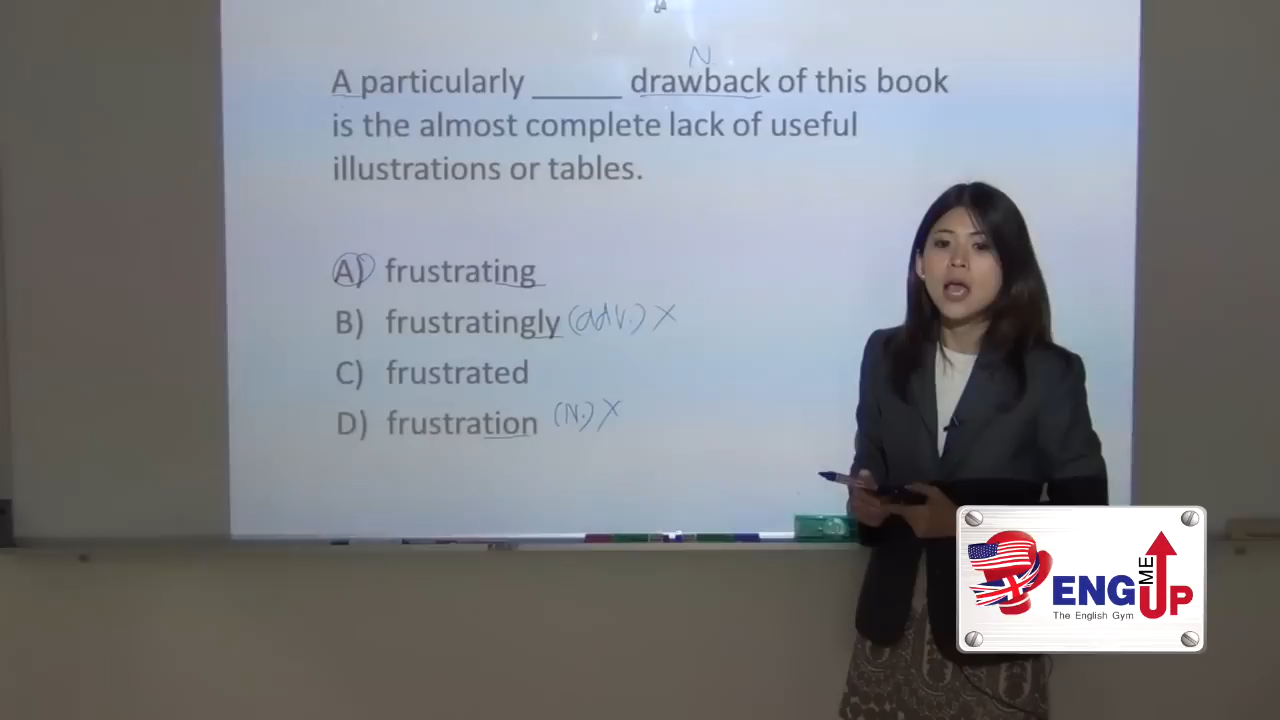 N
A particularly _____ drawback of this book
is the almost complete lack of useful
illustrations or tables.
A) frustrating
B) frustratingly (adv.) X
C) frustrated
D) frustration (N.) X
ENG ME UP
The English Gym